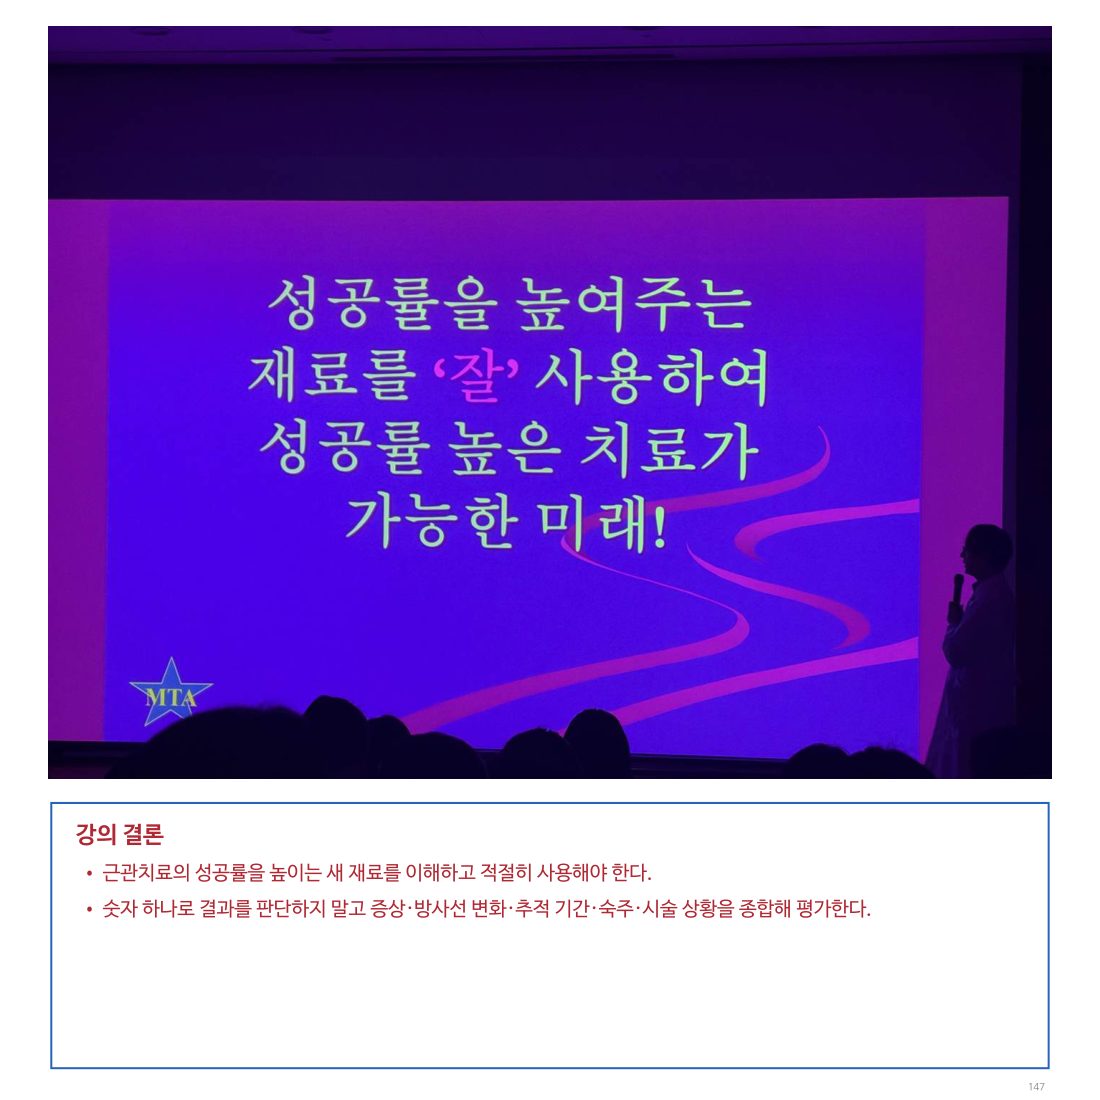 성공률을 높여주는
재료를 ‘잘’ 사용하여
성공률 높은 치료가
가능한 미래!
MTA
강의 결론
• 근관치료의 성공률을 높이는 새 재료를 이해하고 적절히 사용해야 한다.
• 숫자 하나로 결과를 판단하지 말고 증상·방사선 변화·추적 기간·숙주·시술 상황을 종합해 평가한다.
147